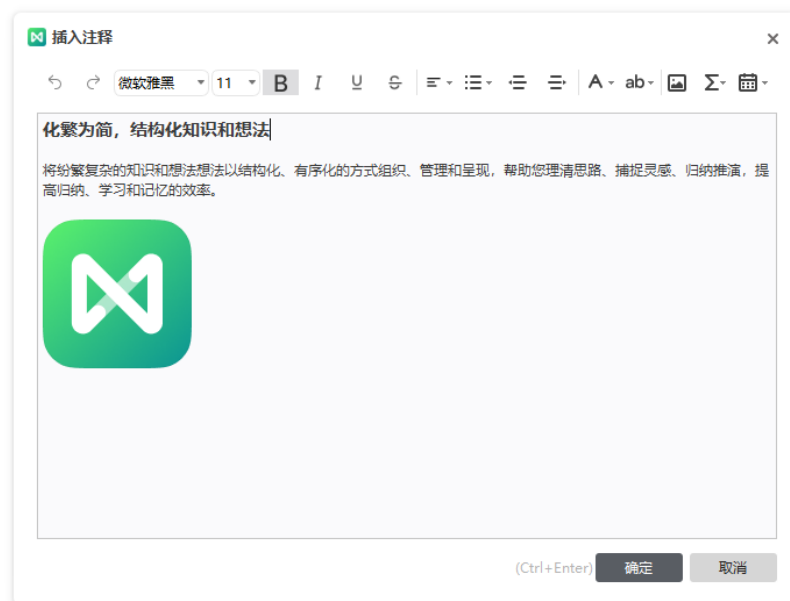 插入注释
微软雅黑 11 B I U S A ab Σ
化繁为简，结构化知识和想法
将纷繁复杂的知识和想法想法以结构化、有序化的方式组织、管理和呈现，帮助您理清思路、捕捉灵感、归纳推演，提
高归纳、学习和记忆的效率。
(Ctrl+Enter) 确定 取消